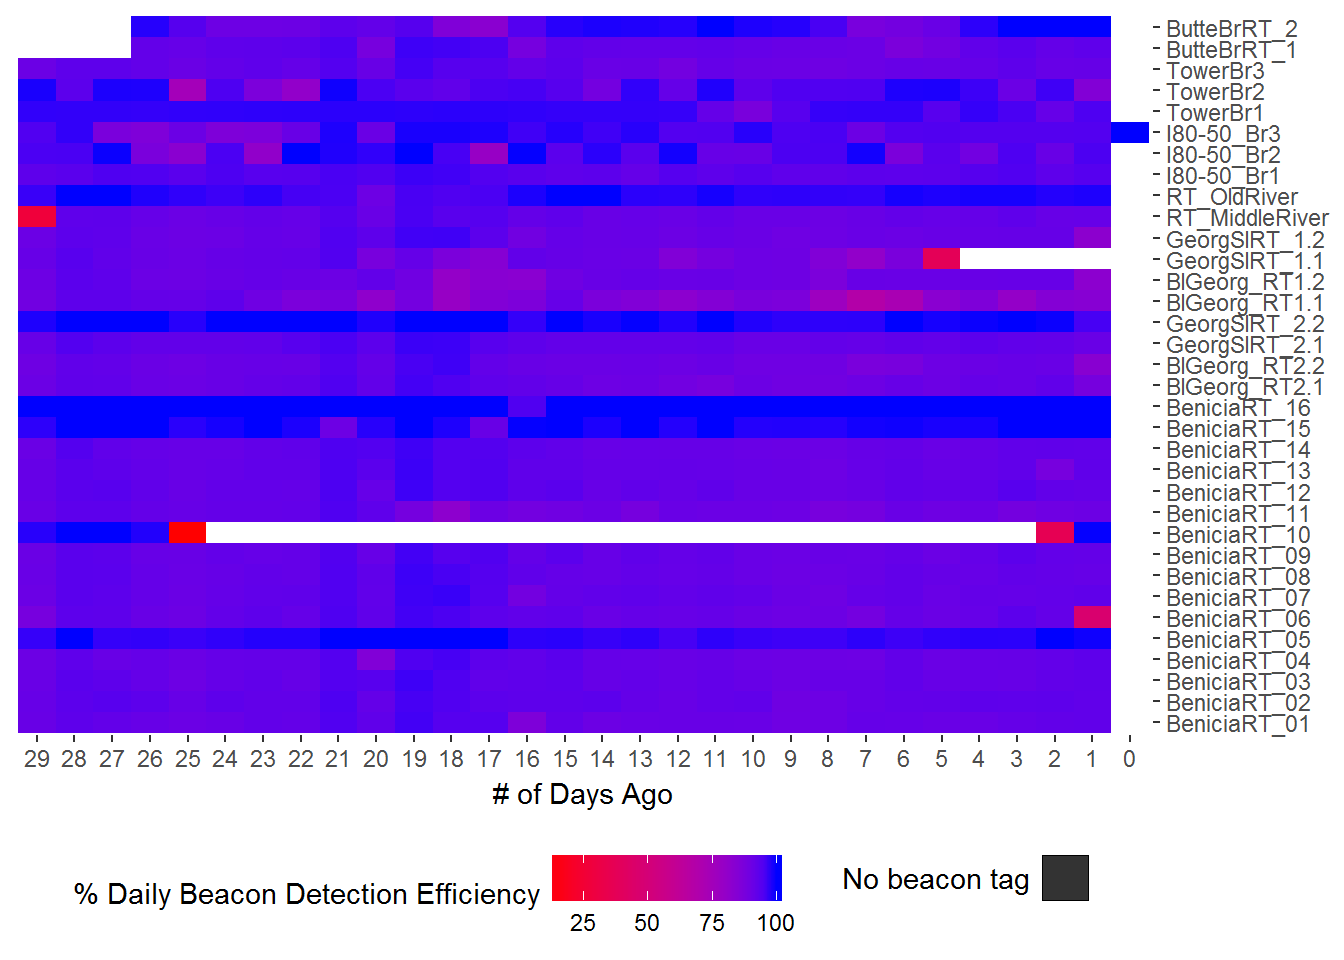 ButteBrRT_2
ButteBrRT_1
TowerBr3
TowerBr2
TowerBr1
I80-50_Br3
I80-50_Br2
I80-50_Br1
RT_OldRiver
RT_MiddleRiver
GeorgSlRT_1.2
GeorgSlRT_1.1
BlGeorg_RT1.2
BlGeorg_RT1.1
GeorgSlRT_2.2
GeorgSlRT_2.1
BlGeorg_RT2.2
BlGeorg_RT2.1
BeniciaRT_16
BeniciaRT_15
BeniciaRT_14
BeniciaRT_13
BeniciaRT_12
BeniciaRT_11
BeniciaRT_10
BeniciaRT_09
BeniciaRT_08
BeniciaRT_07
BeniciaRT_06
BeniciaRT_05
BeniciaRT_04
BeniciaRT_03
BeniciaRT_02
BeniciaRT_01
29 28 27 26 25 24 23 22 21 20 19 18 17 16 15 14 13 12 11 10 9 8 7 6 5 4 3 2 1 0
# of Days Ago
% Daily Beacon Detection Efficiency
25 50 75 100
No beacon tag